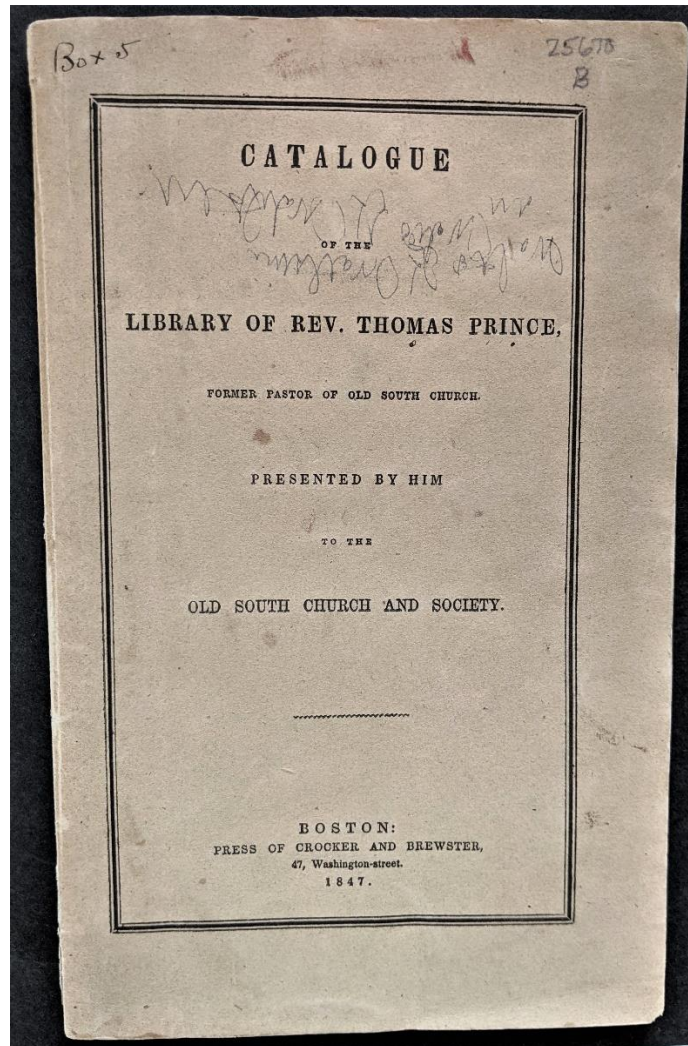 Box 5
25670
B
CATALOGUE
OF THE
LIBRARY OF REV. THOMAS PRINCE,
FORMER PASTOR OF OLD SOUTH CHURCH.
PRESENTED BY HIM
TO THE
OLD SOUTH CHURCH AND SOCIETY.
BOSTON:
PRESS OF CROCKER AND BREWSTER,
47, Washington-street.
1847.